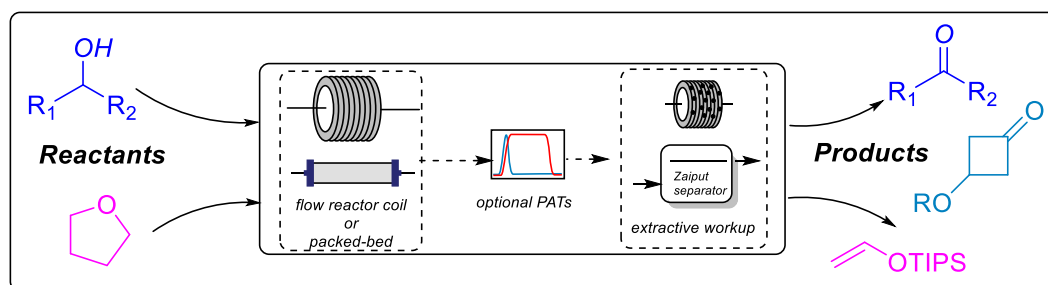 OH
R1
R2
Reactants
flow reactor coil
or
packed-bed
optional PATs
Zaiput
separator
extractive workup
O
R1
R2
Products
O
RO
O
OTIPS